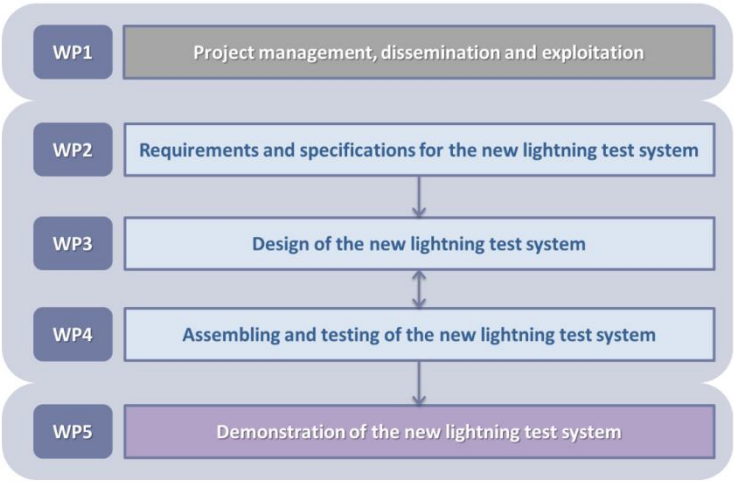 WP1
Project management, dissemination and exploitation
WP2
Requirements and specifications for the new lightning test system
WP3
Design of the new lightning test system
WP4
Assembling and testing of the new lightning test system
WP5
Demonstration of the new lightning test system